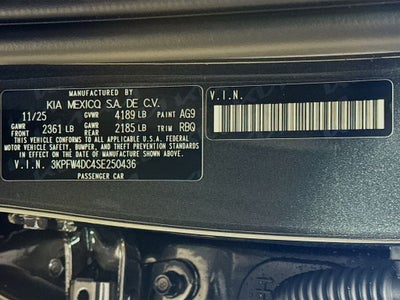 MANUFACTURED BY
KIA MEXICO S.A. DE C.V.
11/25 GVWR 4189 LB PAINT AG9
GAWR FRONT 2361 LB GAWR REAR 2185 LB TRIM RBQ
THIS VEHICLE CONFORMS TO ALL APPLICABLE U.S.A. FEDERAL
MOTOR VEHICLE SAFETY, BUMPER, AND THEFT PREVENTION
STANDARDS IN EFFECT ON THE DATE OF MANUFACTURE SHOWN ABOVE.
V.I.N. 3KPFW4DC4SE250436
PASSENGER CAR
V.I.N.